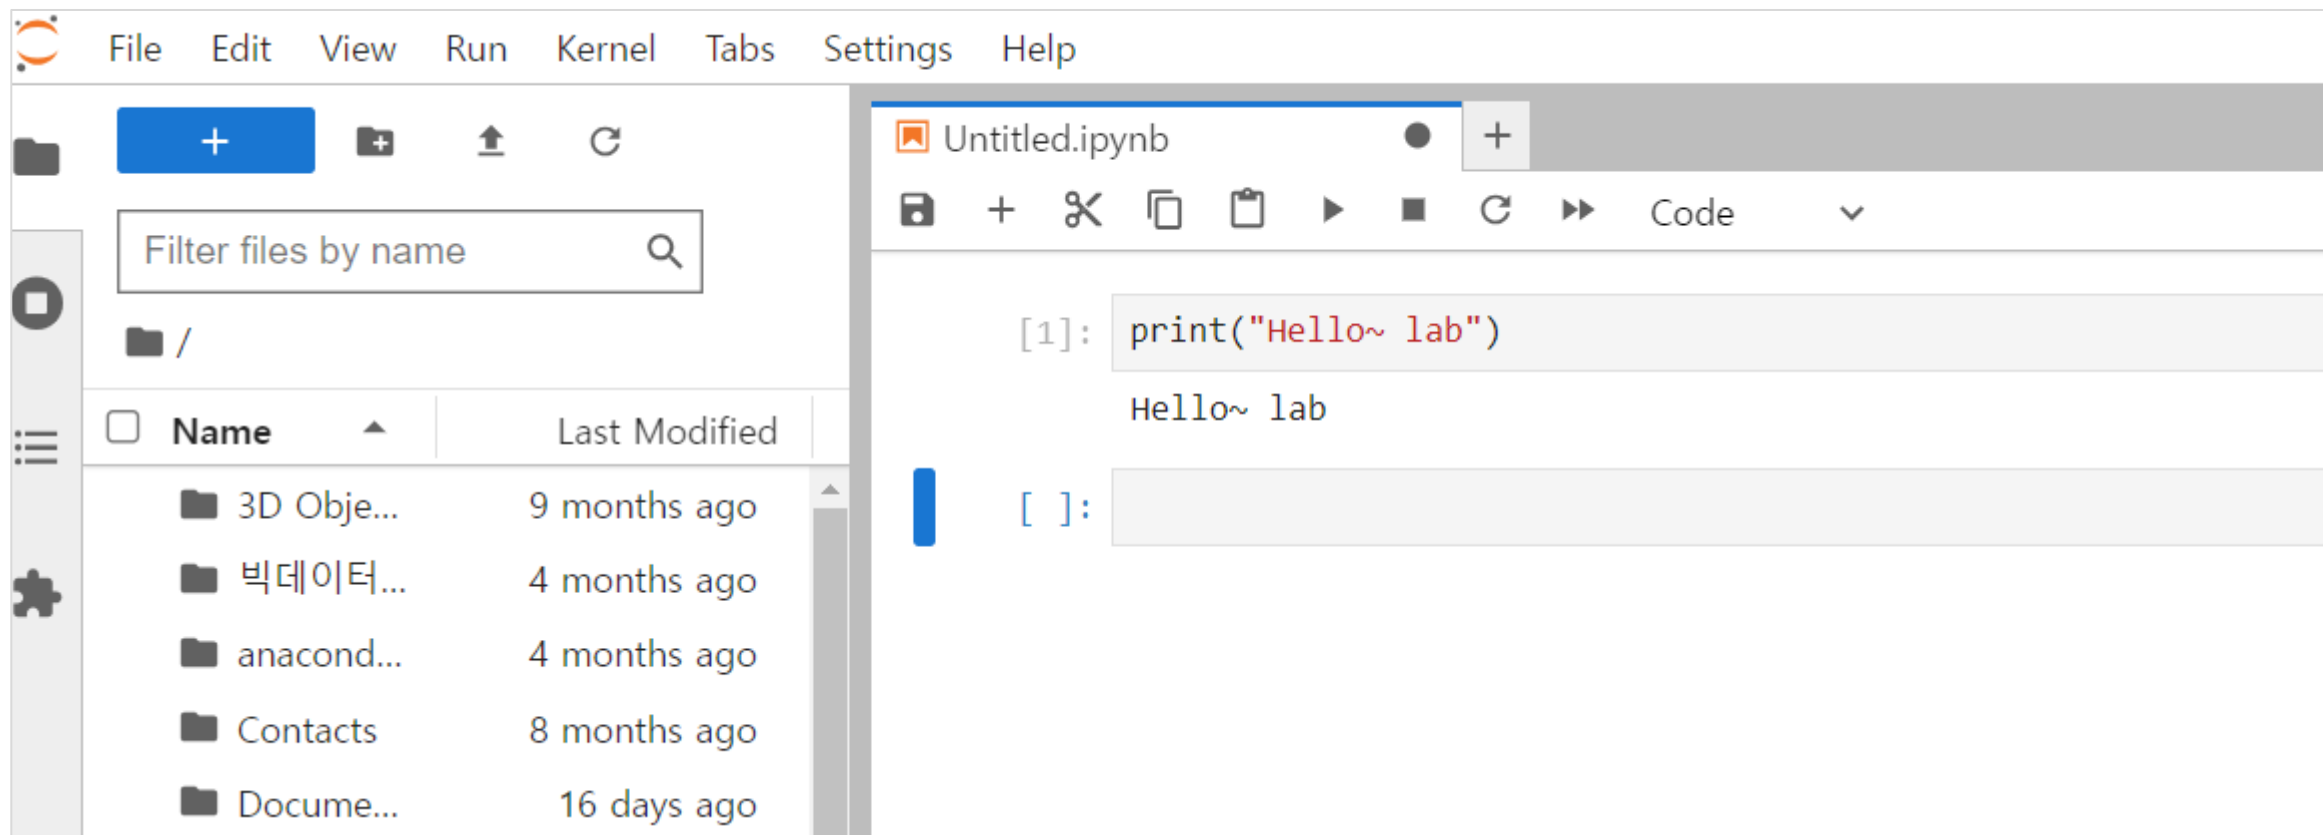 File Edit View Run Kernel Tabs Settings Help
Filter files by name
/
Name Last Modified
3D Obje... 9 months ago
빅데이터... 4 months ago
anacond... 4 months ago
Contacts 8 months ago
Docume... 16 days ago
Untitled.ipynb
Code
[1]: print("Hello~ lab")
Hello~ lab
[ ]: